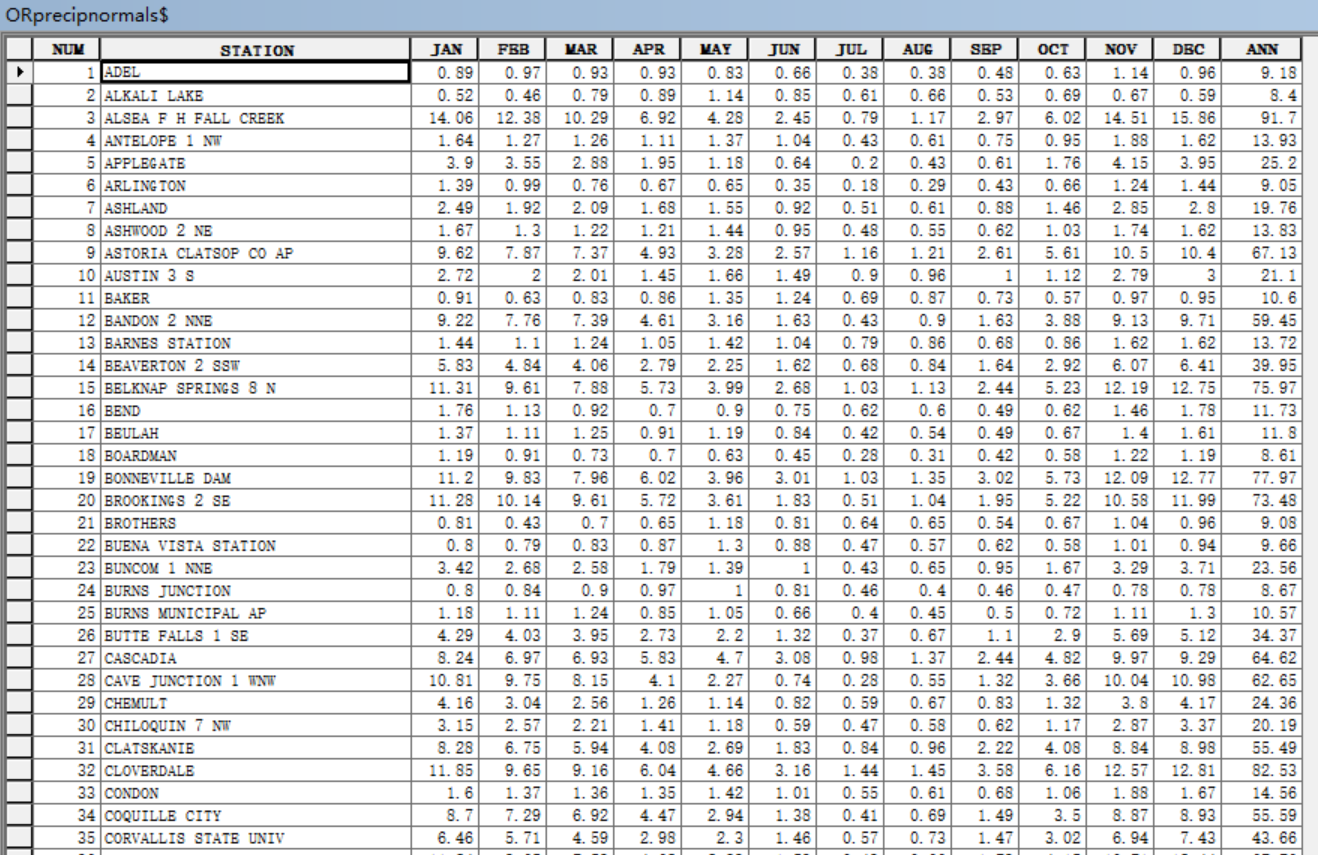 ORprecipnormals$
NUM STATION JAN FEB MAR APR MAY JUN JUL AUG SEP OCT NOV DEC ANN
1 ADEL 0.89 0.97 0.93 0.93 0.83 0.66 0.38 0.38 0.48 0.63 1.14 0.96 9.18
2 ALKALI LAKE 0.52 0.46 0.79 0.89 1.14 0.85 0.61 0.66 0.53 0.69 0.67 0.59 8.4
3 ALSEA F H FALL CREEK 14.06 12.38 10.29 6.92 4.28 2.45 0.79 1.17 2.97 6.02 14.51 15.86 91.7
4 ANTELOPE 1 NW 1.64 1.27 1.26 1.11 1.37 1.04 0.43 0.61 0.75 0.95 1.88 1.62 13.93
5 APPLEGATE 3.9 3.55 2.88 1.95 1.18 0.64 0.2 0.43 0.61 1.76 4.15 3.95 25.2
6 ARLINGTON 1.39 0.99 0.76 0.67 0.65 0.35 0.18 0.29 0.43 0.66 1.24 1.44 9.05
7 ASHLAND 2.49 1.92 2.09 1.68 1.55 0.92 0.51 0.61 0.88 1.46 2.85 2.8 19.76
8 ASHWOOD 2 NE 1.67 1.3 1.22 1.21 1.44 0.95 0.48 0.55 0.62 1.03 1.74 1.62 13.83
9 ASTORIA CLATSOP CO AP 9.62 7.87 7.37 4.93 3.28 2.57 1.16 1.21 2.61 5.61 10.5 10.4 67.13
10 AUSTIN 3 S 2.72 2 2.01 1.45 1.66 1.49 0.9 0.96 1 1.12 2.79 3 21.1
11 BAKER 0.91 0.63 0.83 0.86 1.35 1.24 0.69 0.87 0.73 0.57 0.97 0.95 10.6
12 BANDON 2 NNE 9.22 7.76 7.39 4.61 3.16 1.63 0.43 0.9 1.63 3.88 9.13 9.71 59.45
13 BARNES STATION 1.44 1.1 1.24 1.05 1.42 1.04 0.79 0.86 0.68 0.86 1.62 1.62 13.72
14 BEAVERTON 2 SSW 5.83 4.84 4.06 2.79 2.25 1.62 0.68 0.84 1.64 2.92 6.07 6.41 39.95
15 BELKNAP SPRINGS 8 N 11.31 9.61 7.88 5.73 3.99 2.68 1.03 1.13 2.44 5.23 12.19 12.75 75.97
16 BEND 1.76 1.13 0.92 0.7 0.9 0.75 0.62 0.6 0.49 0.62 1.46 1.78 11.73
17 BEULAH 1.37 1.11 1.25 0.91 1.19 0.84 0.42 0.54 0.49 0.67 1.4 1.61 11.8
18 BOARDMAN 1.19 0.91 0.73 0.7 0.63 0.45 0.28 0.31 0.42 0.58 1.22 1.19 8.61
19 BONNEVILLE DAM 11.2 9.83 7.96 6.02 3.96 3.01 1.03 1.35 3.02 5.73 12.09 12.77 77.97
20 BROOKINGS 2 SE 11.28 10.14 9.61 5.72 3.61 1.83 0.51 1.04 1.95 5.22 10.58 11.99 73.48
21 BROTHERS 0.81 0.43 0.7 0.65 1.18 0.81 0.64 0.65 0.54 0.67 1.04 0.96 9.08
22 BUENA VISTA STATION 0.8 0.79 0.83 0.87 1.3 0.88 0.47 0.57 0.62 0.58 1.01 0.94 9.66
23 BUNCOM 1 NNE 3.42 2.68 2.58 1.79 1.39 1 0.43 0.65 0.95 1.67 3.29 3.71 23.56
24 BURNS JUNCTION 0.8 0.84 0.9 0.97 1 0.81 0.46 0.4 0.46 0.47 0.78 0.78 8.67
25 BURNS MUNICIPAL AP 1.18 1.11 1.24 0.85 1.05 0.66 0.4 0.45 0.5 0.72 1.11 1.3 10.57
26 BUTTE FALLS 1 SE 4.29 4.03 3.95 2.73 2.2 1.32 0.37 0.67 1.1 2.9 5.69 5.12 34.37
27 CASCADIA 8.24 6.97 6.93 5.83 4.7 3.08 0.98 1.37 2.44 4.82 9.97 9.29 64.62
28 CAVE JUNCTION 1 WNW 10.81 9.75 8.15 4.1 2.27 0.74 0.28 0.55 1.32 3.66 10.04 10.98 62.65
29 CHEMULT 4.16 3.04 2.56 1.26 1.14 0.82 0.59 0.67 0.83 1.32 3.8 4.17 24.36
30 CHILOQUIN 7 NW 3.15 2.57 2.21 1.41 1.18 0.59 0.47 0.58 0.62 1.17 2.87 3.37 20.19
31 CLATSKANIE 8.28 6.75 5.94 4.08 2.69 1.83 0.84 0.96 2.22 4.08 8.84 8.98 55.49
32 CLOVERDALE 11.85 9.65 9.16 6.04 4.66 3.16 1.44 1.45 3.58 6.16 12.57 12.81 82.53
33 CONDON 1.6 1.37 1.36 1.35 1.42 1.01 0.55 0.61 0.68 1.06 1.88 1.67 14.56
34 COQUILLE CITY 8.7 7.29 6.92 4.47 2.94 1.38 0.41 0.69 1.49 3.5 8.87 8.93 55.59
35 CORVALLIS STATE UNIV 6.46 5.71 4.59 2.98 2.3 1.46 0.57 0.73 1.47 3.02 6.94 7.43 43.66